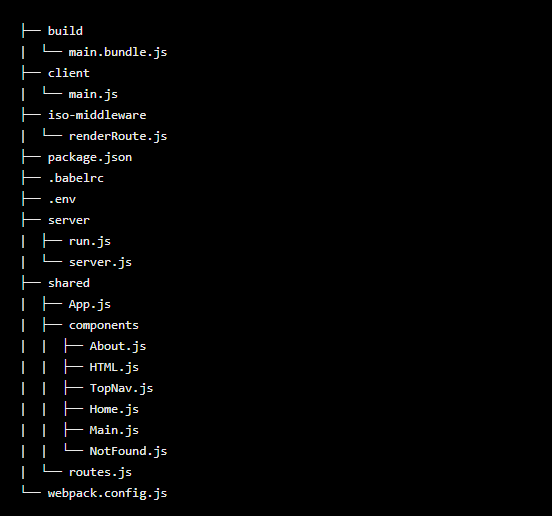 ├── build
|  └── main.bundle.js
├── client
|  └── main.js
├── iso-middleware
|  └── renderRoute.js
├── package.json
├── .babelrc
├── .env
├── server
|  ├── run.js
|  └── server.js
├── shared
|  ├── App.js
|  ├── components
|  |  ├── About.js
|  |  ├── HTML.js
|  |  ├── TopNav.js
|  |  ├── Home.js
|  |  ├── Main.js
|  |  └── NotFound.js
|  └── routes.js
└── webpack.config.js